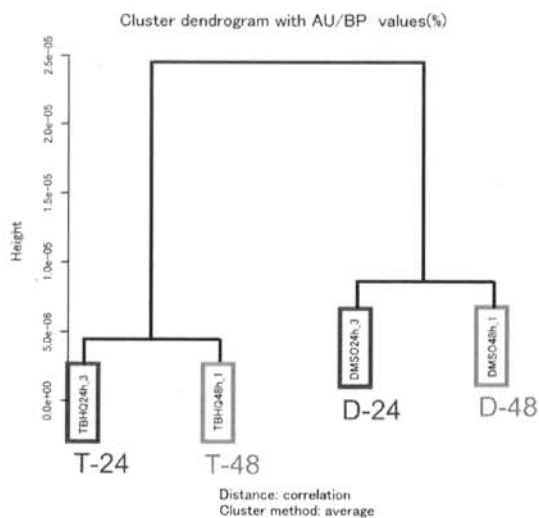 Cluster dendrogram with AU/BP values(%)
Height
2.5e-05
2.0e-05
1.5e-05
1.0e-05
5.0e-06
0.0e+00
TBHQ24h_3
TBHQ48h_1
DMSO24h_3
DMSO48h_1
T-24
T-48
D-24
D-48
Distance: correlation
Cluster method: average